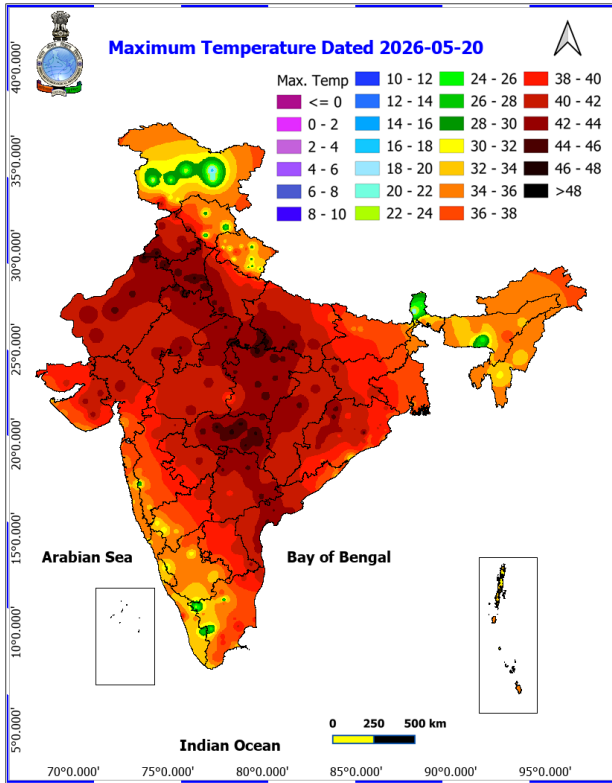 Maximum Temperature Dated 2026-05-20
Max. Temp
<= 0
0 - 2
2 - 4
4 - 6
6 - 8
8 - 10
10 - 12
12 - 14
14 - 16
16 - 18
18 - 20
20 - 22
22 - 24
24 - 26
26 - 28
28 - 30
30 - 32
32 - 34
34 - 36
36 - 38
38 - 40
40 - 42
42 - 44
44 - 46
46 - 48
>48
40°0.000'
35°0.000'
30°0.000'
25°0.000'
20°0.000'
15°0.000'
10°0.000'
5°0.000'
Arabian Sea
Bay of Bengal
Indian Ocean
0 250 500 km
70°0.000' 75°0.000' 80°0.000' 85°0.000' 90°0.000' 95°0.000'